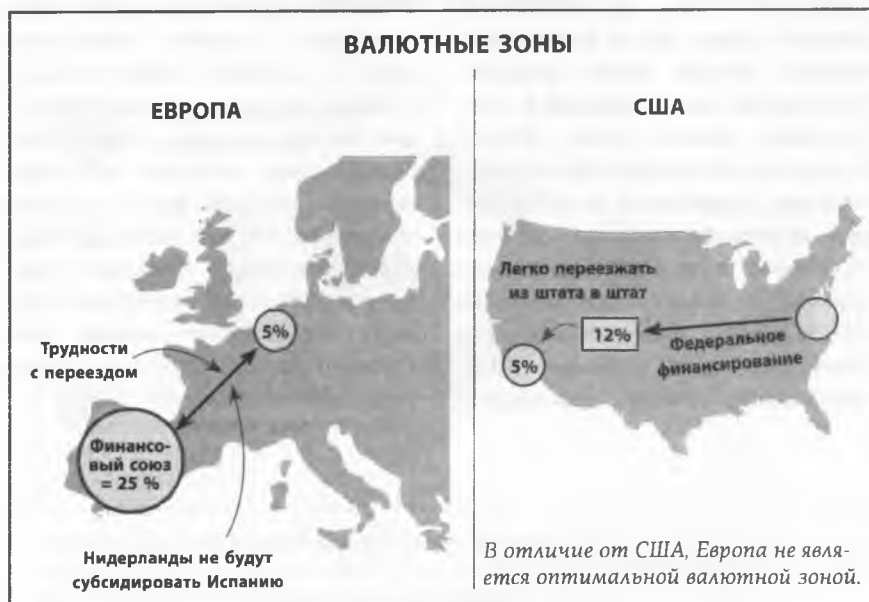 ВАЛЮТНЫЕ ЗОНЫ
ЕВРОПА
5%
Трудности
с переездом
Финансо-
вый союз
= 25 %
Нидерланды не будут
субсидировать Испанию
США
Легко переезжать
из штата в штат
12%
5%
Федеральное
финансирование
В отличие от США, Европа не явля-
ется оптимальной валютной зоной.